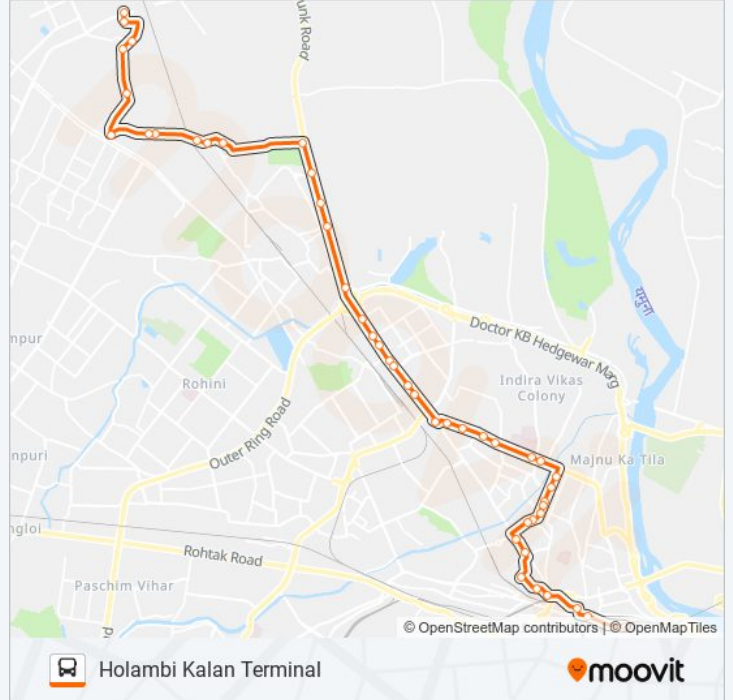 unk Road
Doctor KB Hedgewar Marg
Indira Vikas
Colony
mpur
Rohini
Outer Ring Road
npuri
Majnu Ka Tila
ngloi
Rohtak Road
Paschim Vihar
© OpenStreetMap contributors | © OpenMapTiles
Holambi Kalan Terminal
moovit